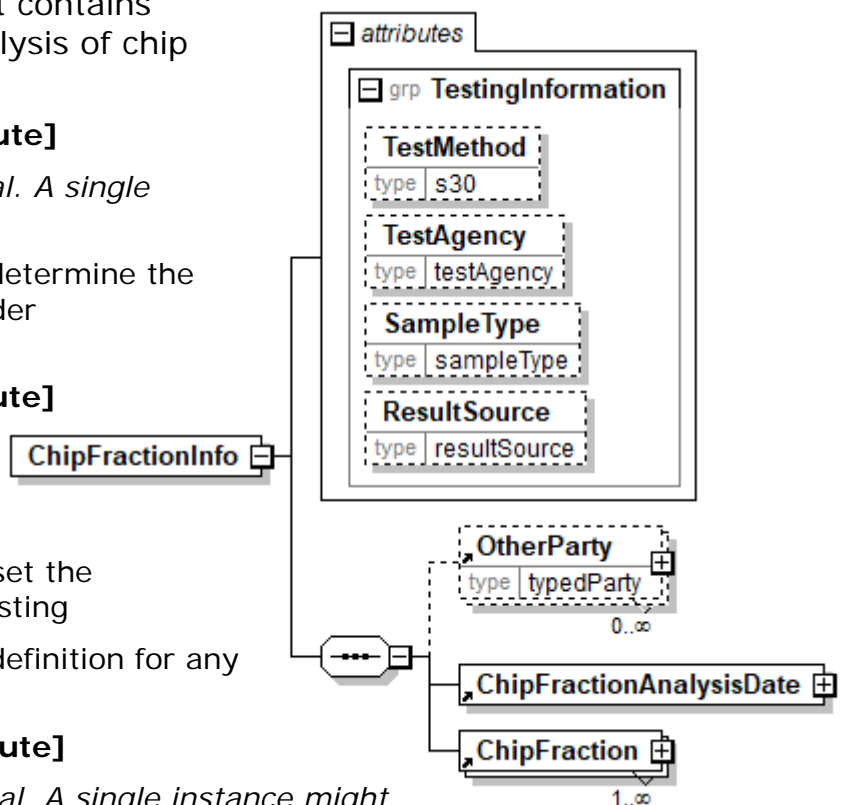 t contains
lysis of chip
ute]
al. A single
determine the
der
ute]
set the
sting
definition for any
ute]
al. A single instance might
attributes
grp TestingInformation
TestMethod
type s30
TestAgency
type testAgency
SampleType
type sampleType
ResultSource
type resultSource
ChipFractionInfo
OtherParty
type typedParty
0..∞
ChipFractionAnalysisDate
ChipFraction
1..∞